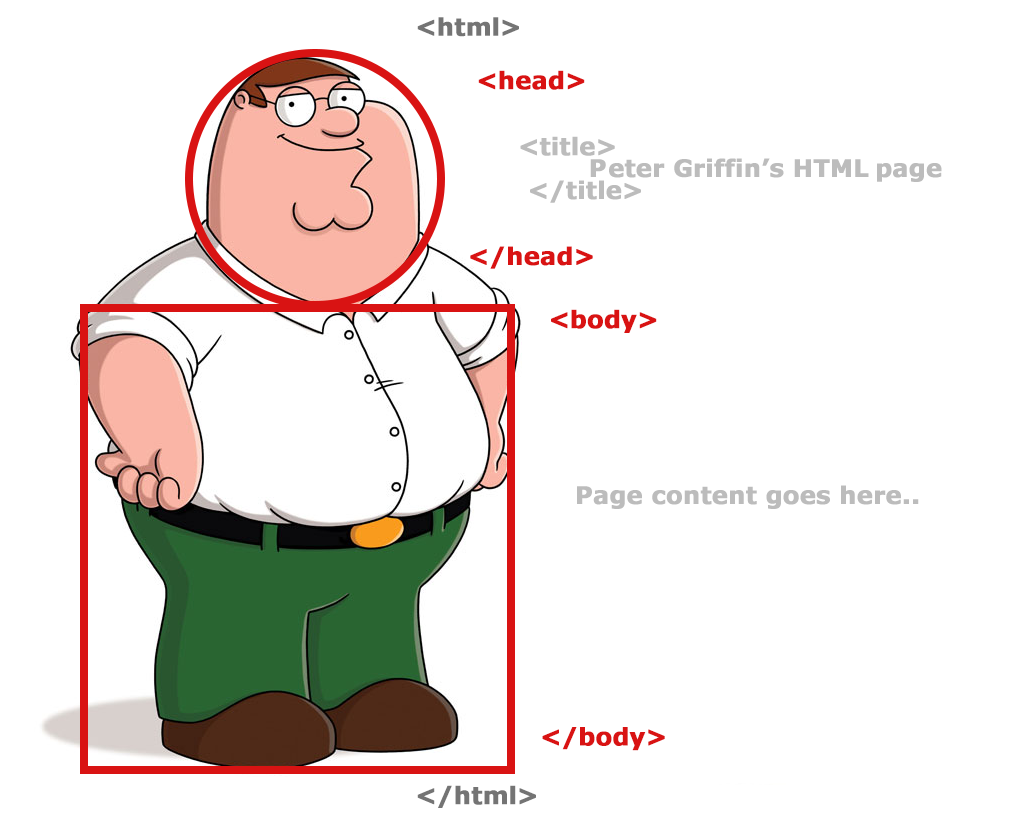 <html>
<head>
<title>
Peter Griffin’s HTML page
</title>
</head>
<body>
Page content goes here..
</body>
</html>